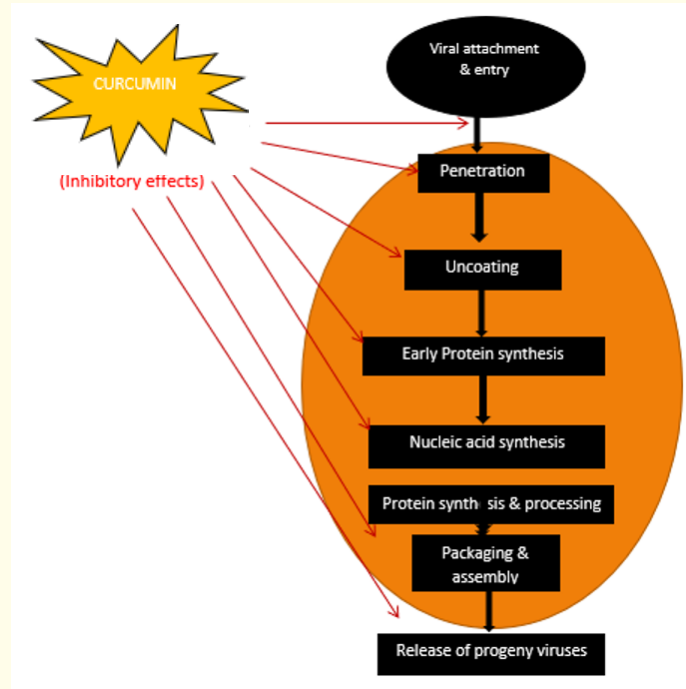 CURCUMIN
(Inhibitory effects)
Viral attachment
& entry
Penetration
Uncoating
Early Protein synthesis
Nucleic acid synthesis
Protein synthesis & processing
Packaging &
assembly
Release of progeny viruses